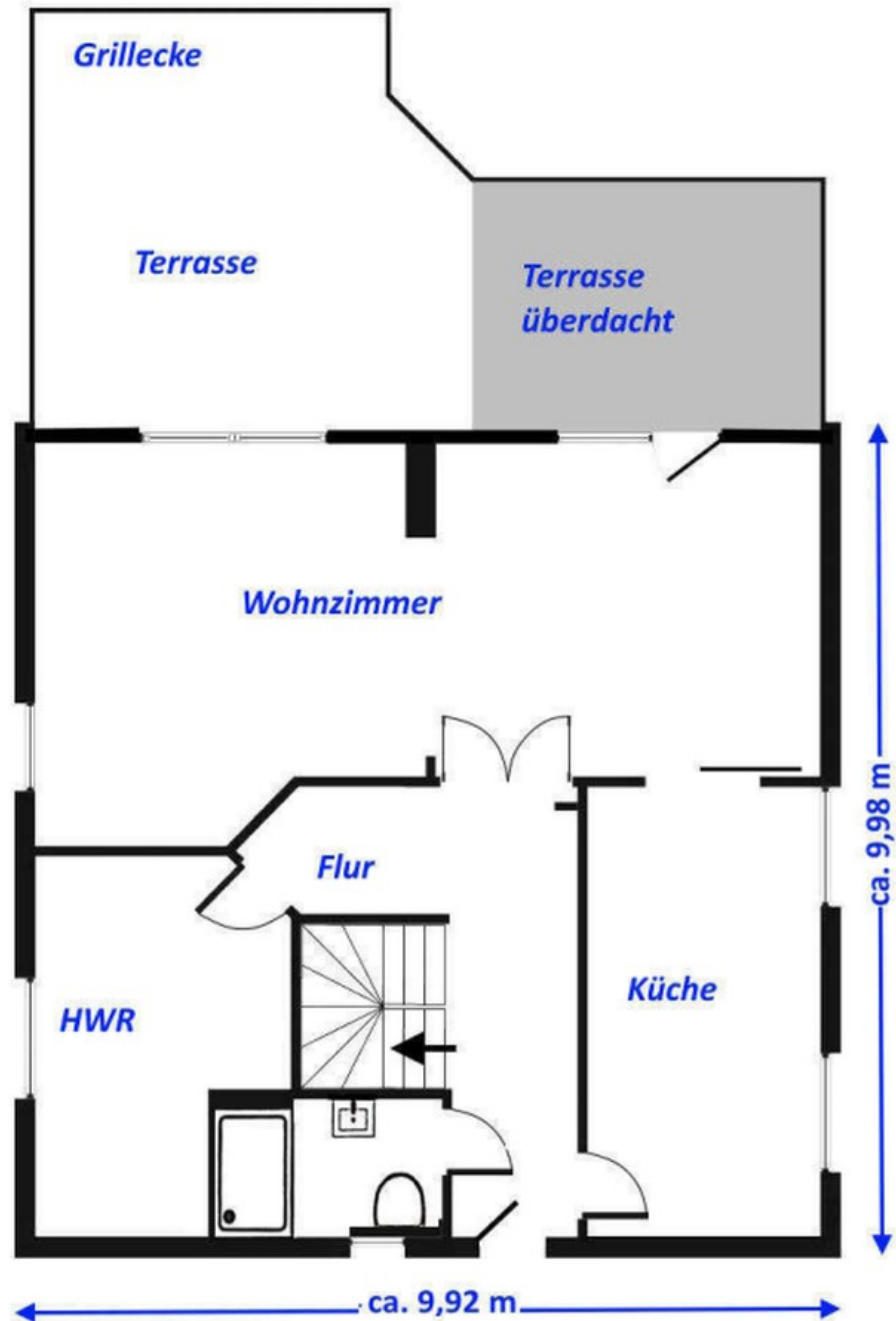 Grillecke
Terrasse
Terrasse
überdacht
Wohnzimmer
Flur
ca. 9,98 m
Küche
HWR
ca. 9,92 m